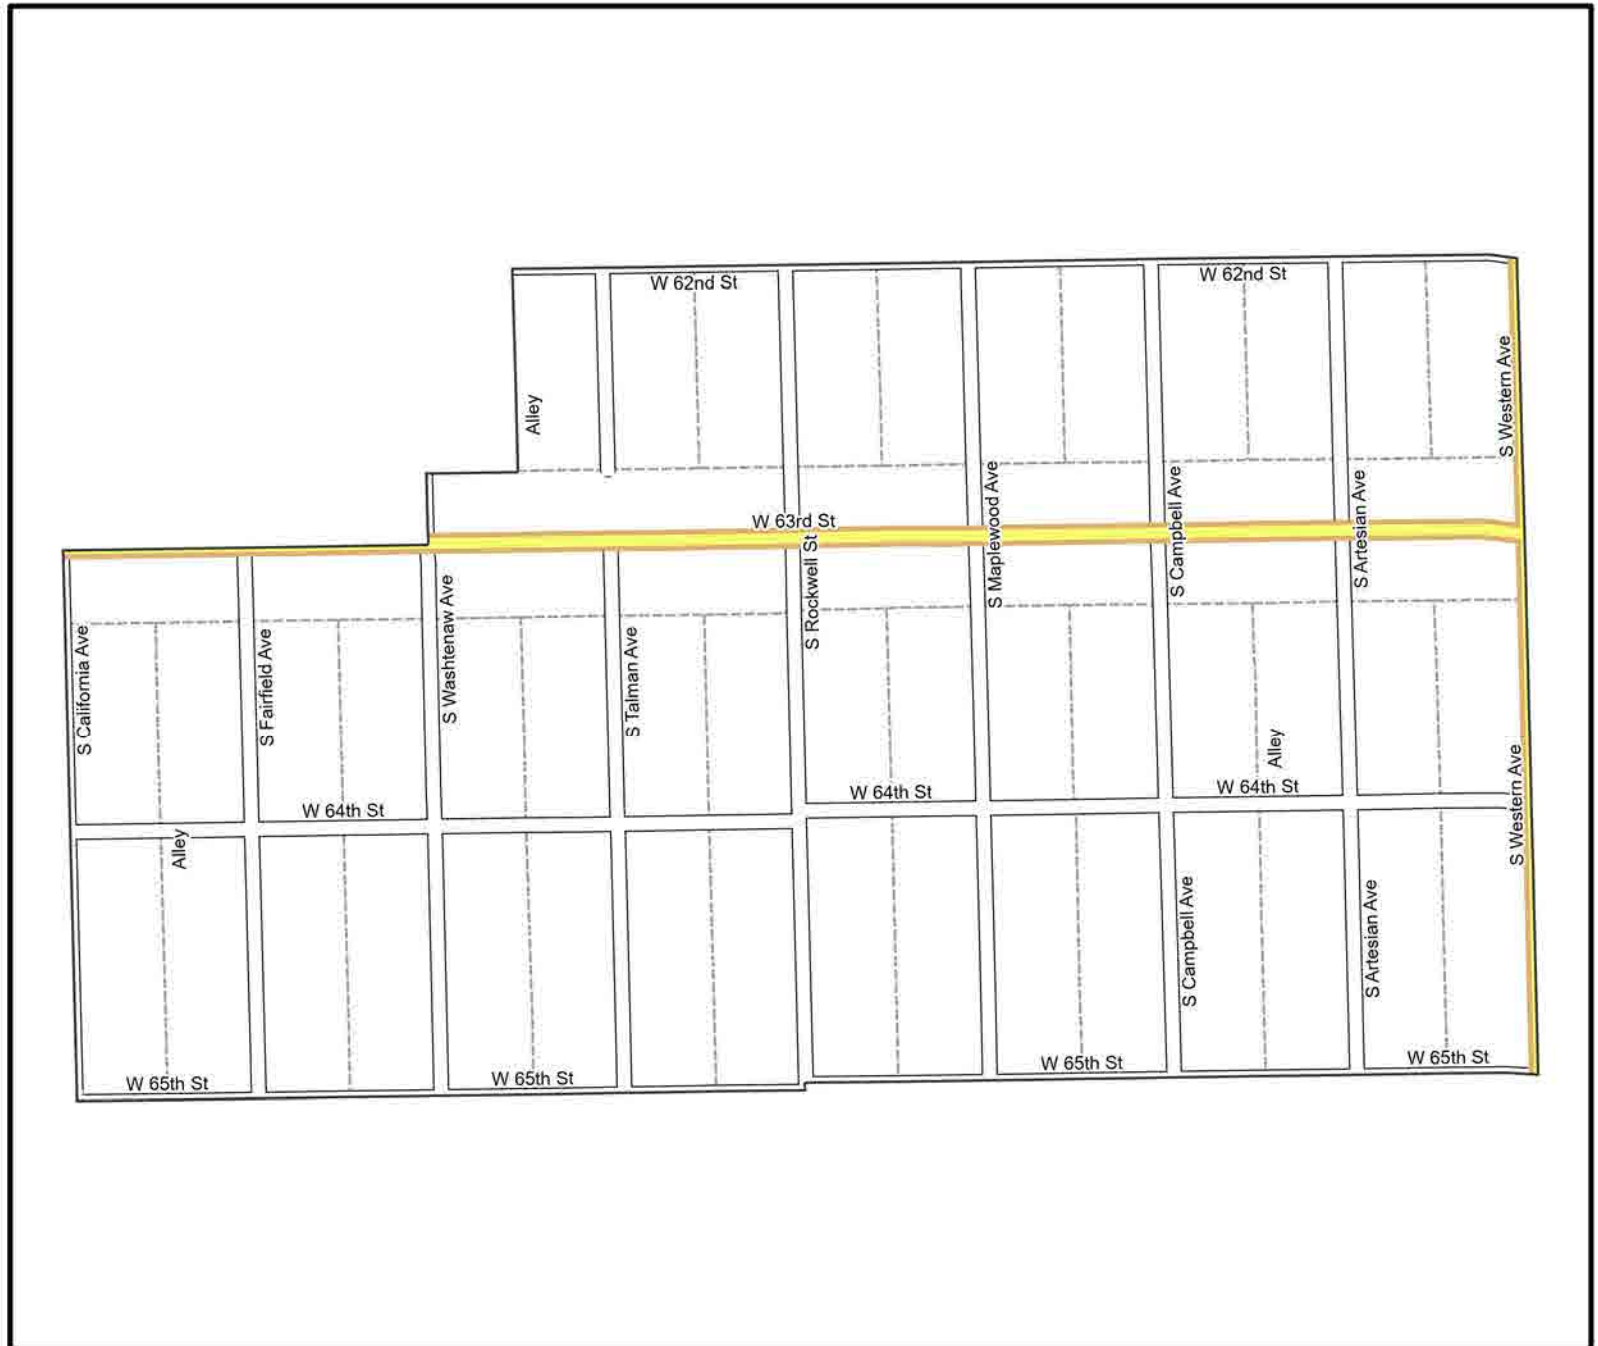 W 62nd St
W 62nd St
Alley
S Western Ave
W 63rd St
S Maplewood Ave
S Campbell Ave
S Artesian Ave
S Rockwell St
S California Ave
S Fairfield Ave
S Washtenaw Ave
S Talman Ave
Alley
W 64th St
W 64th St
W 64th St
S Western Ave
Alley
S Campbell Ave
S Artesian Ave
W 65th St
W 65th St
W 65th St
W 65th St